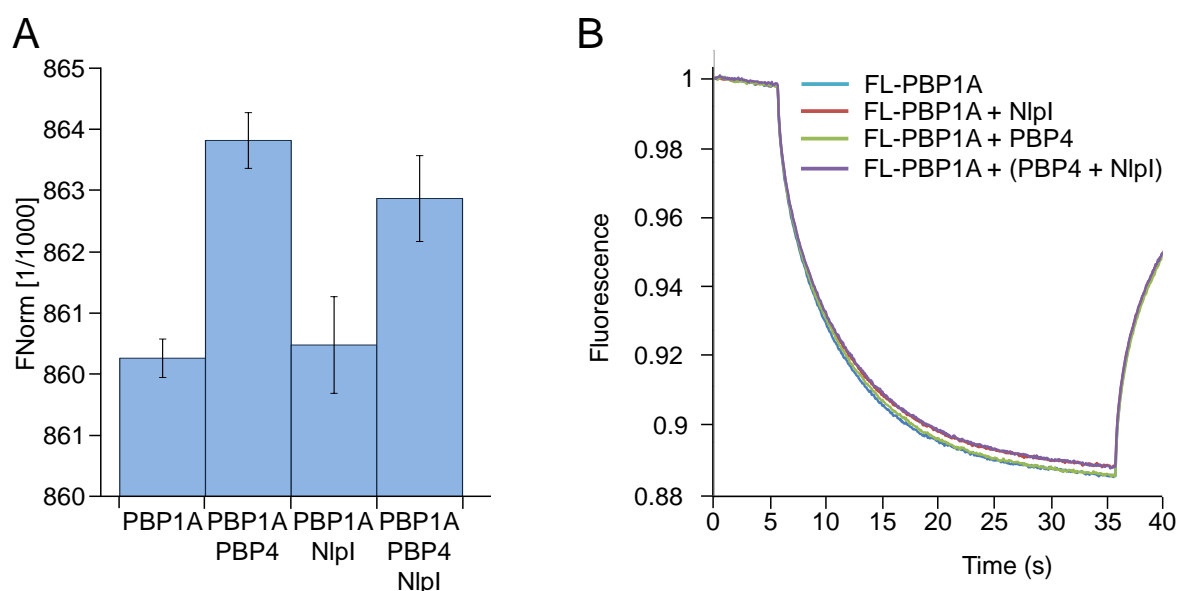 A
865
864
863
862
861
860
861
860
FNorm [1/1000]
PBP1A PBP1A PBP1A PBP1A
PBP4 NlpI PBP4
NlpI
B
1
0.98
0.96
0.94
0.92
0.9
0.88
Fluorescence
FL-PBP1A
FL-PBP1A + NlpI
FL-PBP1A + PBP4
FL-PBP1A + (PBP4 + NlpI)
0 5 10 15 20 25 30 35 40
Time (s)